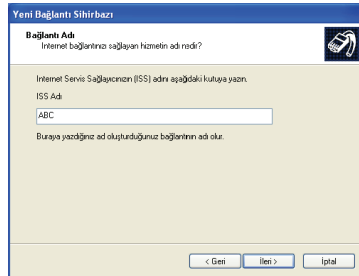 Yeni Bağlantı Sihirbazı
Bağlantı Adı
Internet bağlantınızı sağlayan hizmetin adı nedir?
Internet Servis Sağlayıcınızın (ISS) adını aşağıdaki kutuya yazın.
ISS Adı
ABC
Buraya yazdığınız ad oluşturduğunuz bağlantının adı olur.
< Geri
İleri >
İptal